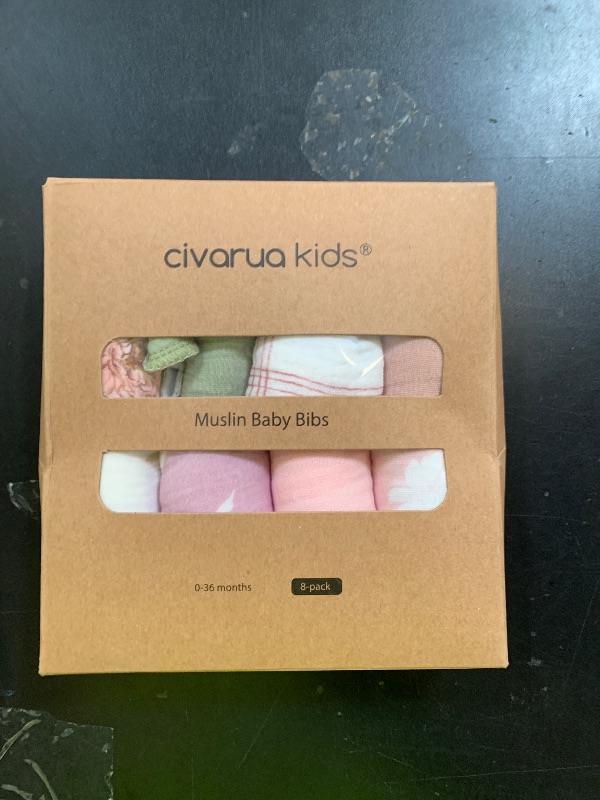 civarua kids®
Muslin Baby Bibs
0-36 months
8-pack